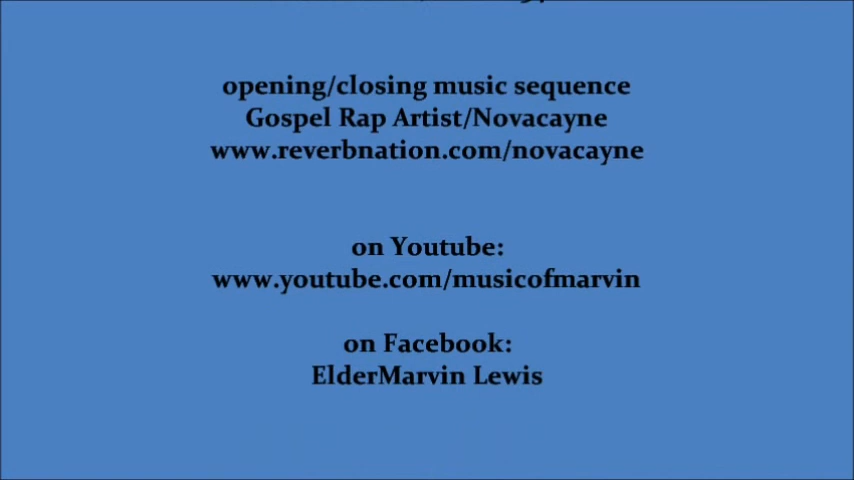 opening/closing music sequence
Gospel Rap Artist/Novacayne
www.reverbnation.com/novacayne
on Youtube:
www.youtube.com/musicofmarvin
on Facebook:
ElderMarvin Lewis